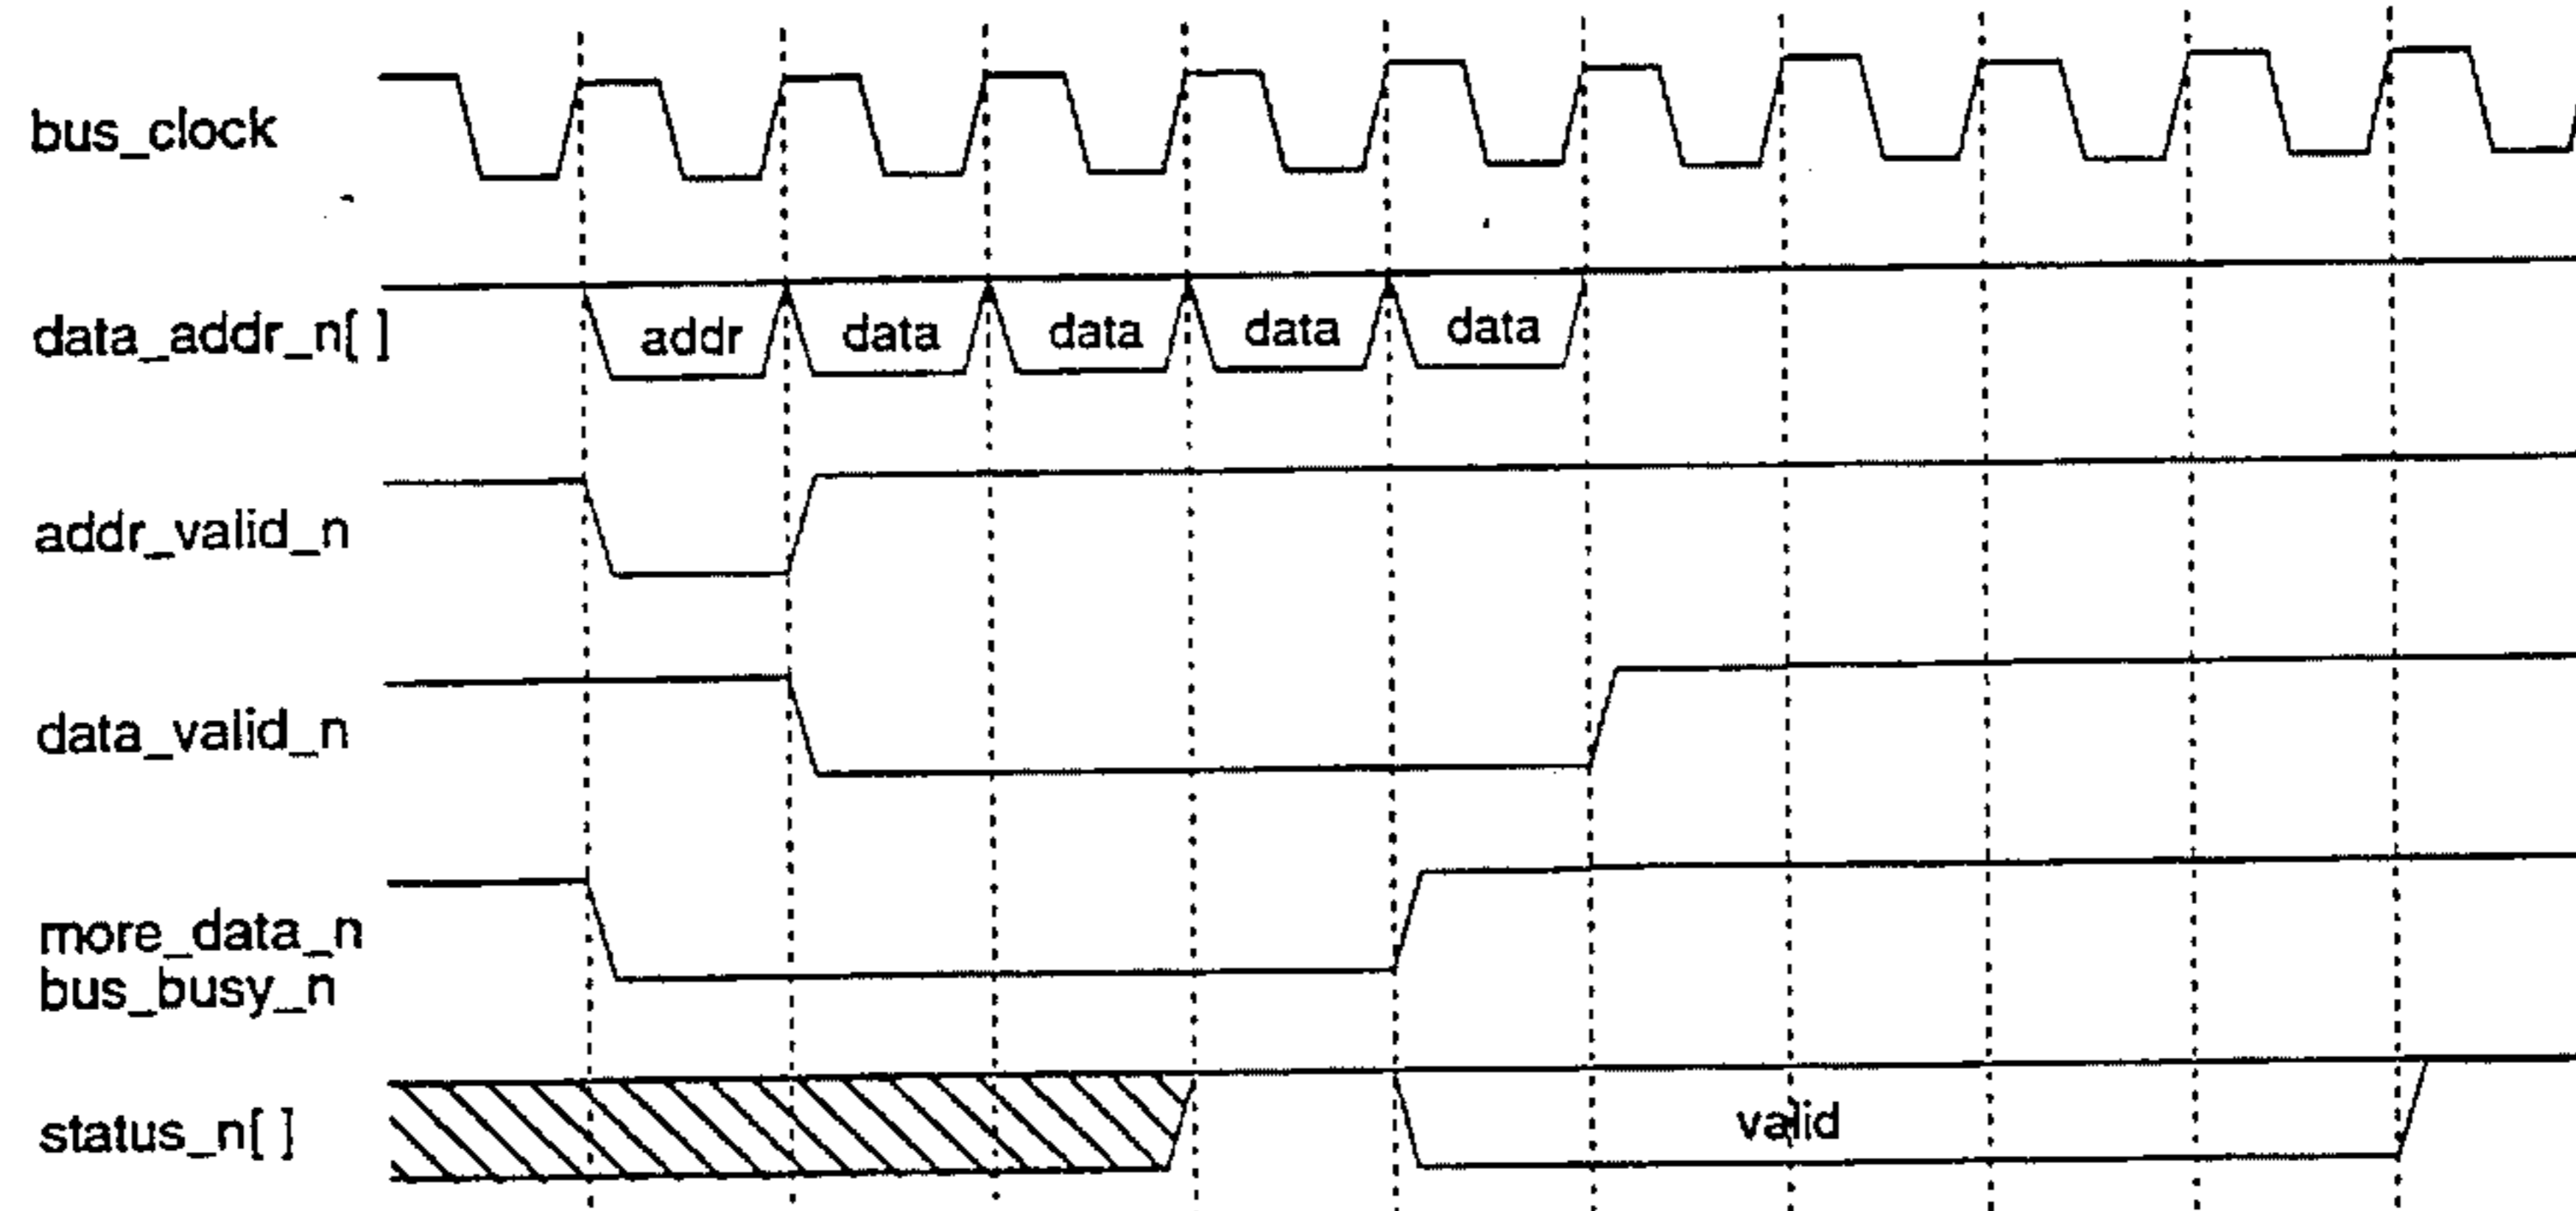 bus_clock
data_addr_n[ ]
addr
data
data
data
data
addr_valid_n
data_valid_n
more_data_n
bus_busy_n
status_n[ ]
valid